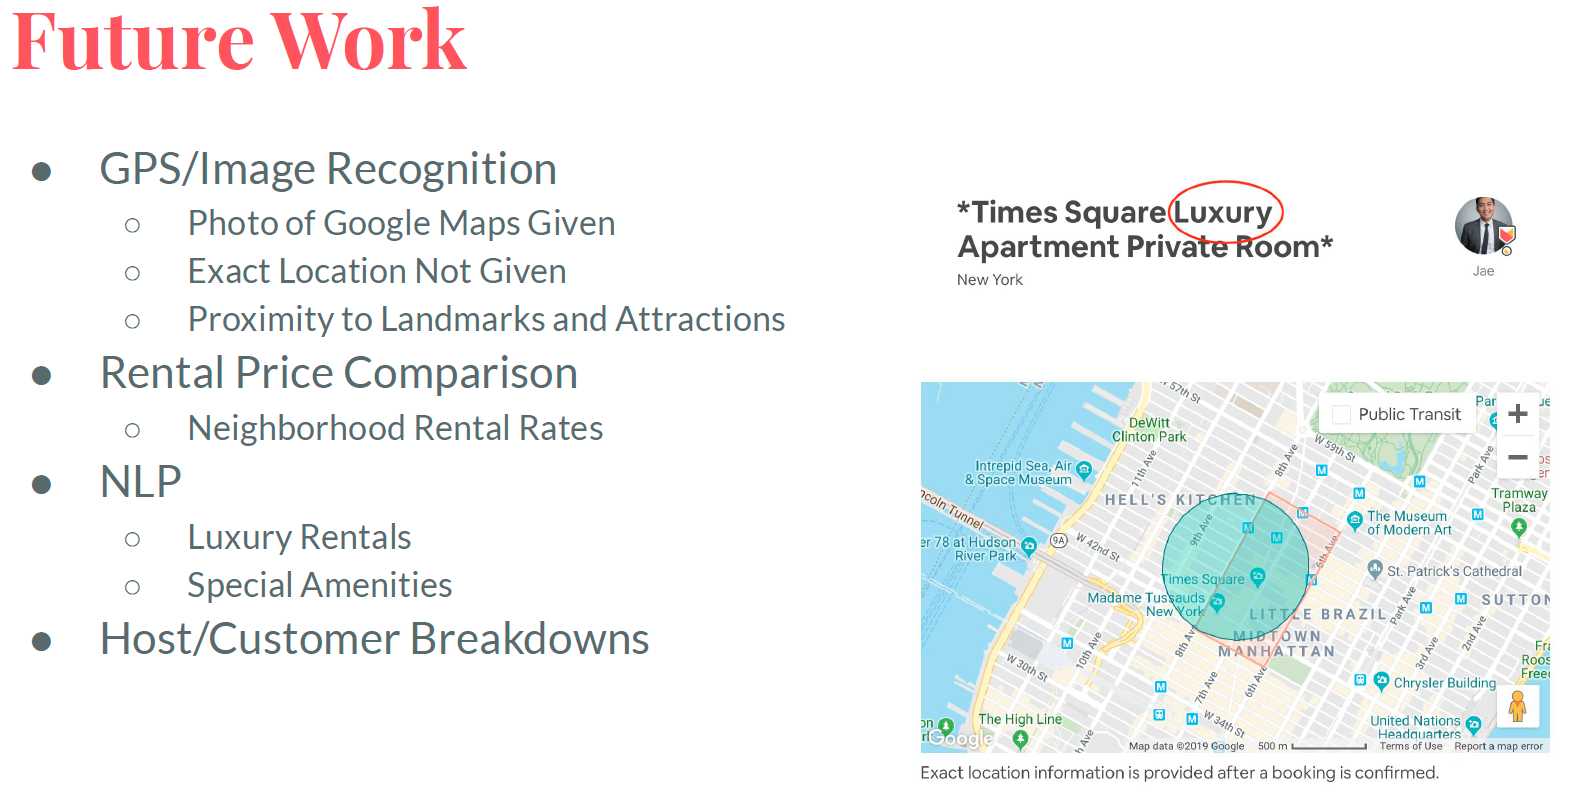 Future Work
● GPS/Image Recognition
○ Photo of Google Maps Given
○ Exact Location Not Given
○ Proximity to Landmarks and Attractions
● Rental Price Comparison
○ Neighborhood Rental Rates
● NLP
○ Luxury Rentals
○ Special Amenities
● Host/Customer Breakdowns
*Times Square Luxury
Apartment Private Room*
New York
Jae
W 57th St
Public Transit
+
−
DeWitt
Clinton Park
W 59th St
8th Ave
11th Ave
Park Ave
Intrepid Sea, Air
& Space Museum
HELL'S KITCHEN
Tramway
Plaza
Lincoln Tunnel
9th Ave
The Museum
of Modern Art
78 at Hudson
River Park
9A
W 42nd St
6th Ave
Times Square
St. Patrick's Cathedral
Madame Tussauds
New York
LITTLE BRAZIL
Park Ave
SUTTON
MIDTOWN
MANHATTAN
8th Ave
10th Ave
W 30th St
7th Ave
6th Ave
3rd Ave
2nd Ave
Chrysler Building
The High Line
W 34th St
United Nations
Headquarters
Google
Map data ©2019 Google
500 m
Terms of Use
Report a map error
Exact location information is provided after a booking is confirmed.